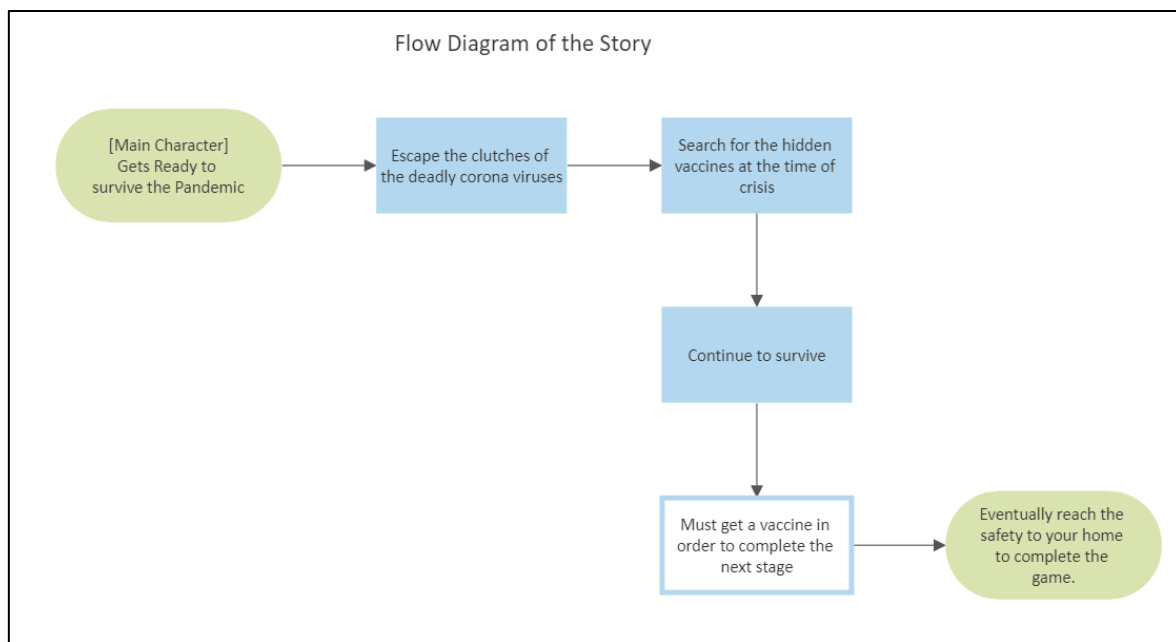 Flow Diagram of the Story
[Main Character]
Gets Ready to
survive the Pandemic
Escape the clutches of
the deadly corona viruses
Search for the hidden
vaccines at the time of
crisis
Continue to survive
Must get a vaccine in
order to complete the
next stage
Eventually reach the
safety to your home
to complete the
game.